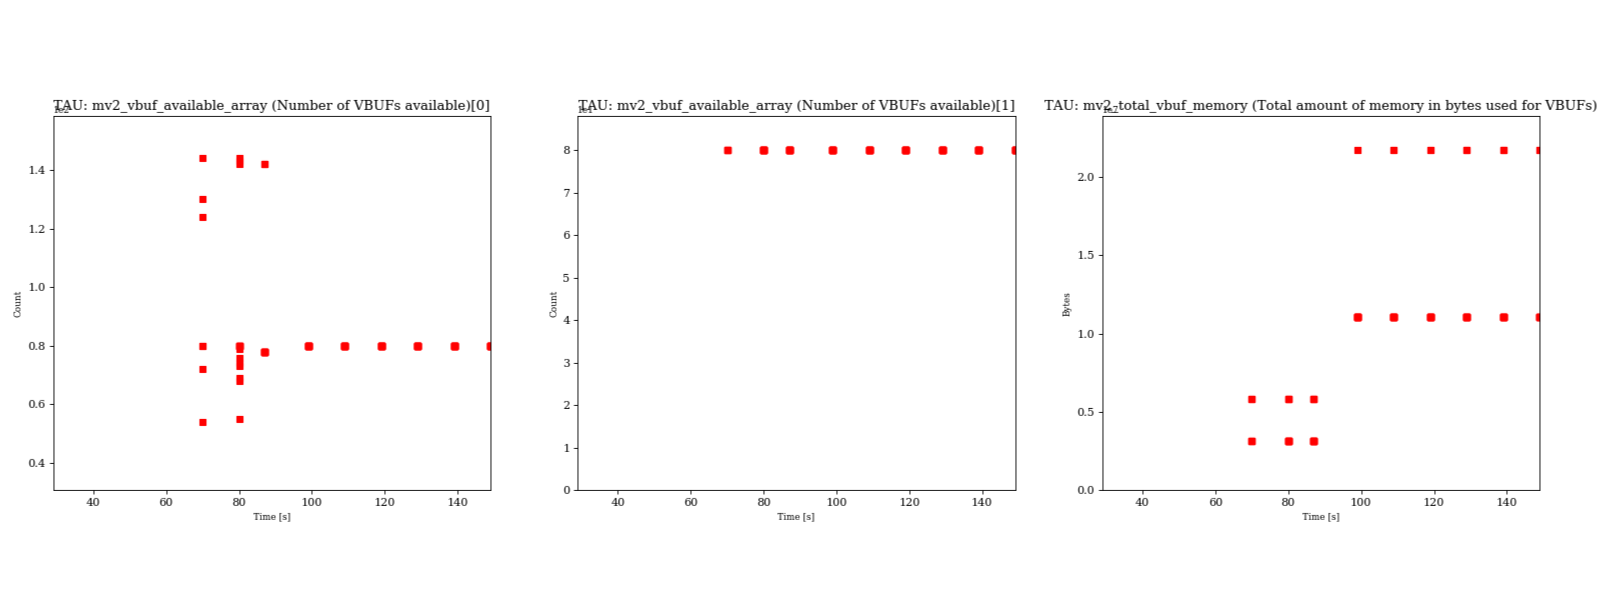 TAU: mv2_vbuf_available_array (Number of VBUFs available)[0]
1e2
1.4
1.2
1.0
0.8
0.6
0.4
Count
40 60 80 100 120 140
Time [s]
TAU: mv2_vbuf_available_array (Number of VBUFs available)[1]
1e1
8
7
6
5
4
3
2
1
0
Count
40 60 80 100 120 140
Time [s]
TAU: mv2_total_vbuf_memory (Total amount of memory in bytes used for VBUFs)
1e7
2.0
1.5
1.0
0.5
0.0
Bytes
40 60 80 100 120 140
Time [s]